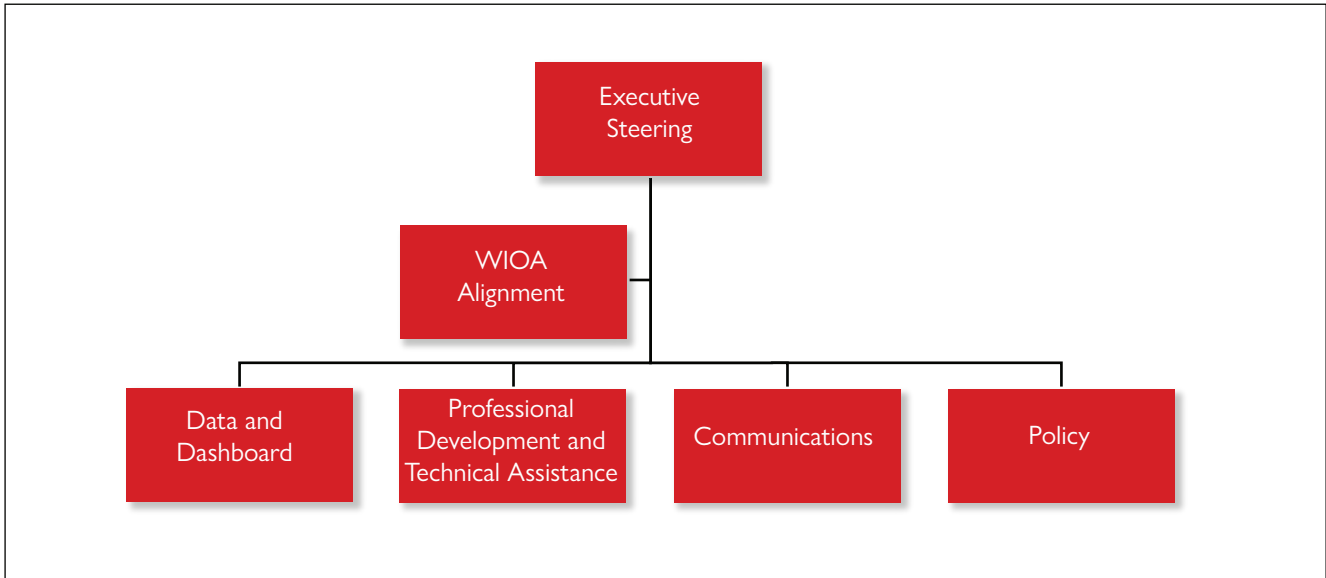 Executive
Steering
WIOA
Alignment
Data and
Dashboard
Professional
Development and
Technical Assistance
Communications
Policy